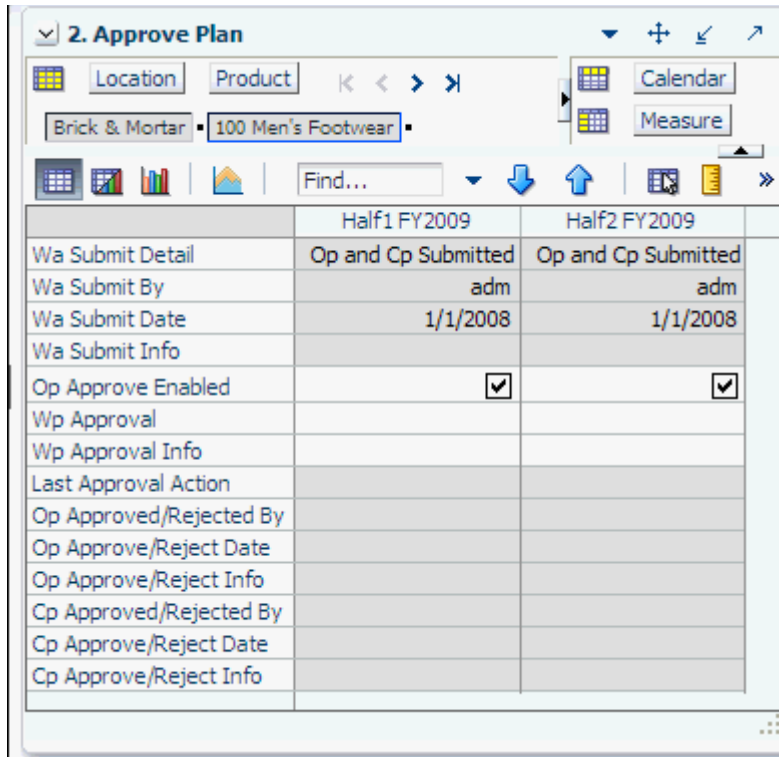 2. Approve Plan
Location Product Calendar
Brick & Mortar 100 Men's Footwear Measure
Find...
Half1 FY2009 Half2 FY2009
Wa Submit Detail Op and Cp Submitted Op and Cp Submitted
Wa Submit By adm adm
Wa Submit Date 1/1/2008 1/1/2008
Wa Submit Info
Op Approve Enabled
Wp Approval
Wp Approval Info
Last Approval Action
Op Approved/Rejected By
Op Approve/Reject Date
Op Approve/Reject Info
Cp Approved/Rejected By
Cp Approve/Reject Date
Cp Approve/Reject Info